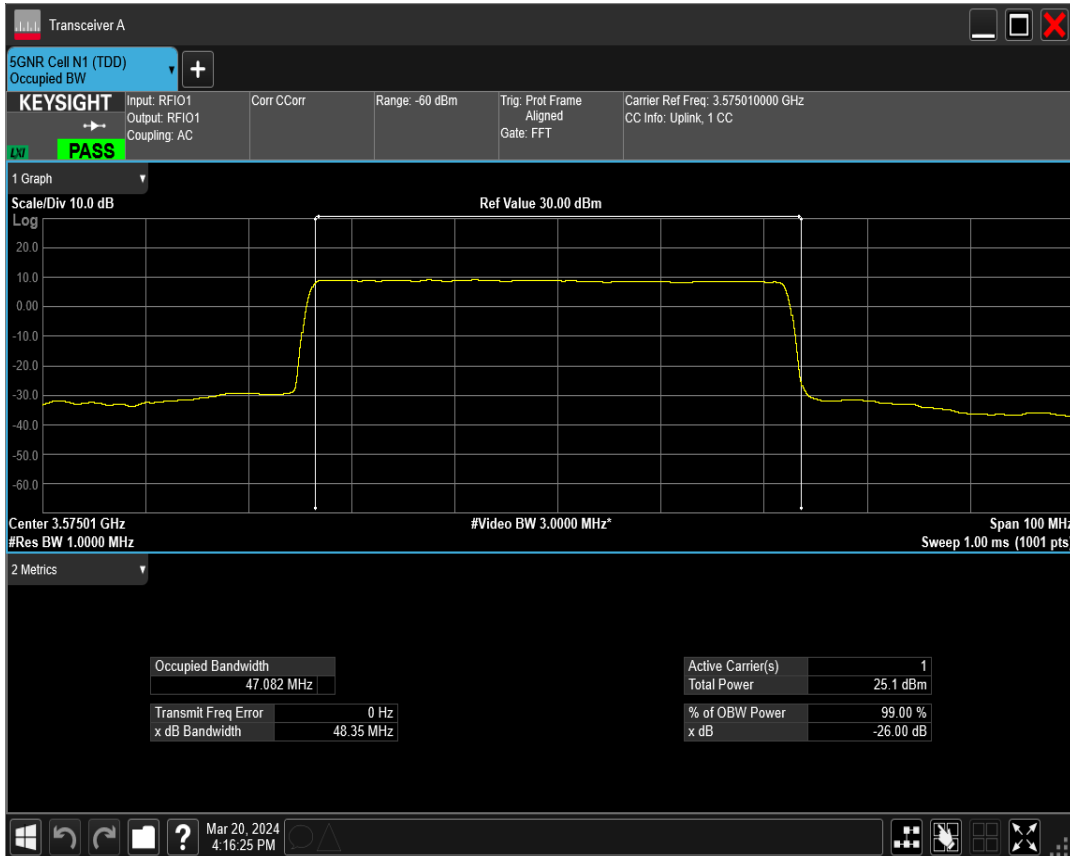 Transceiver A
5GNR Cell N1 (TDD)
Occupied BW
+
KEYSIGHT
LXI
PASS
Input: RFIO1
Output: RFIO1
Coupling: AC
Corr CCorr
Range: -60 dBm
Trig: Prot Frame
Aligned
Gate: FFT
Carrier Ref Freq: 3.575010000 GHz
CC Info: Uplink, 1 CC
1 Graph
Scale/Div 10.0 dB
Ref Value 30.00 dBm
Log
20.0
10.0
0.00
-10.0
-20.0
-30.0
-40.0
-50.0
-60.0
Center 3.57501 GHz
#Video BW 3.0000 MHz*
Span 100 MHz
#Res BW 1.0000 MHz
Sweep 1.00 ms (1001 pts)
2 Metrics
Occupied Bandwidth
47.082 MHz
Transmit Freq Error 0 Hz
x dB Bandwidth 48.35 MHz
Active Carrier(s) 1
Total Power 25.1 dBm
% of OBW Power 99.00 %
x dB -26.00 dB
?
Mar 20, 2024
4:16:25 PM